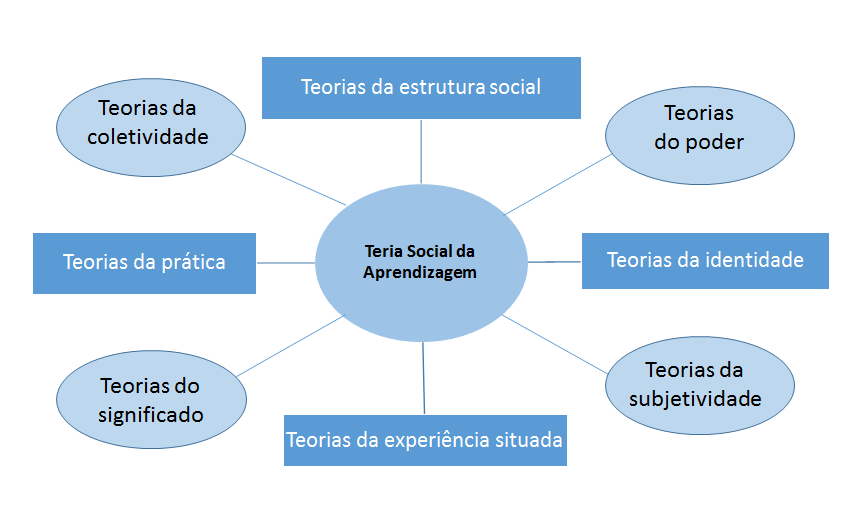 Teorias da estrutura social
Teorias da
coletividade
Teorias
do poder
Teorias da prática
Teria Social da
Aprendizagem
Teorias da identidade
Teorias do
significado
Teorias da
subjetividade
Teorias da experiência situada